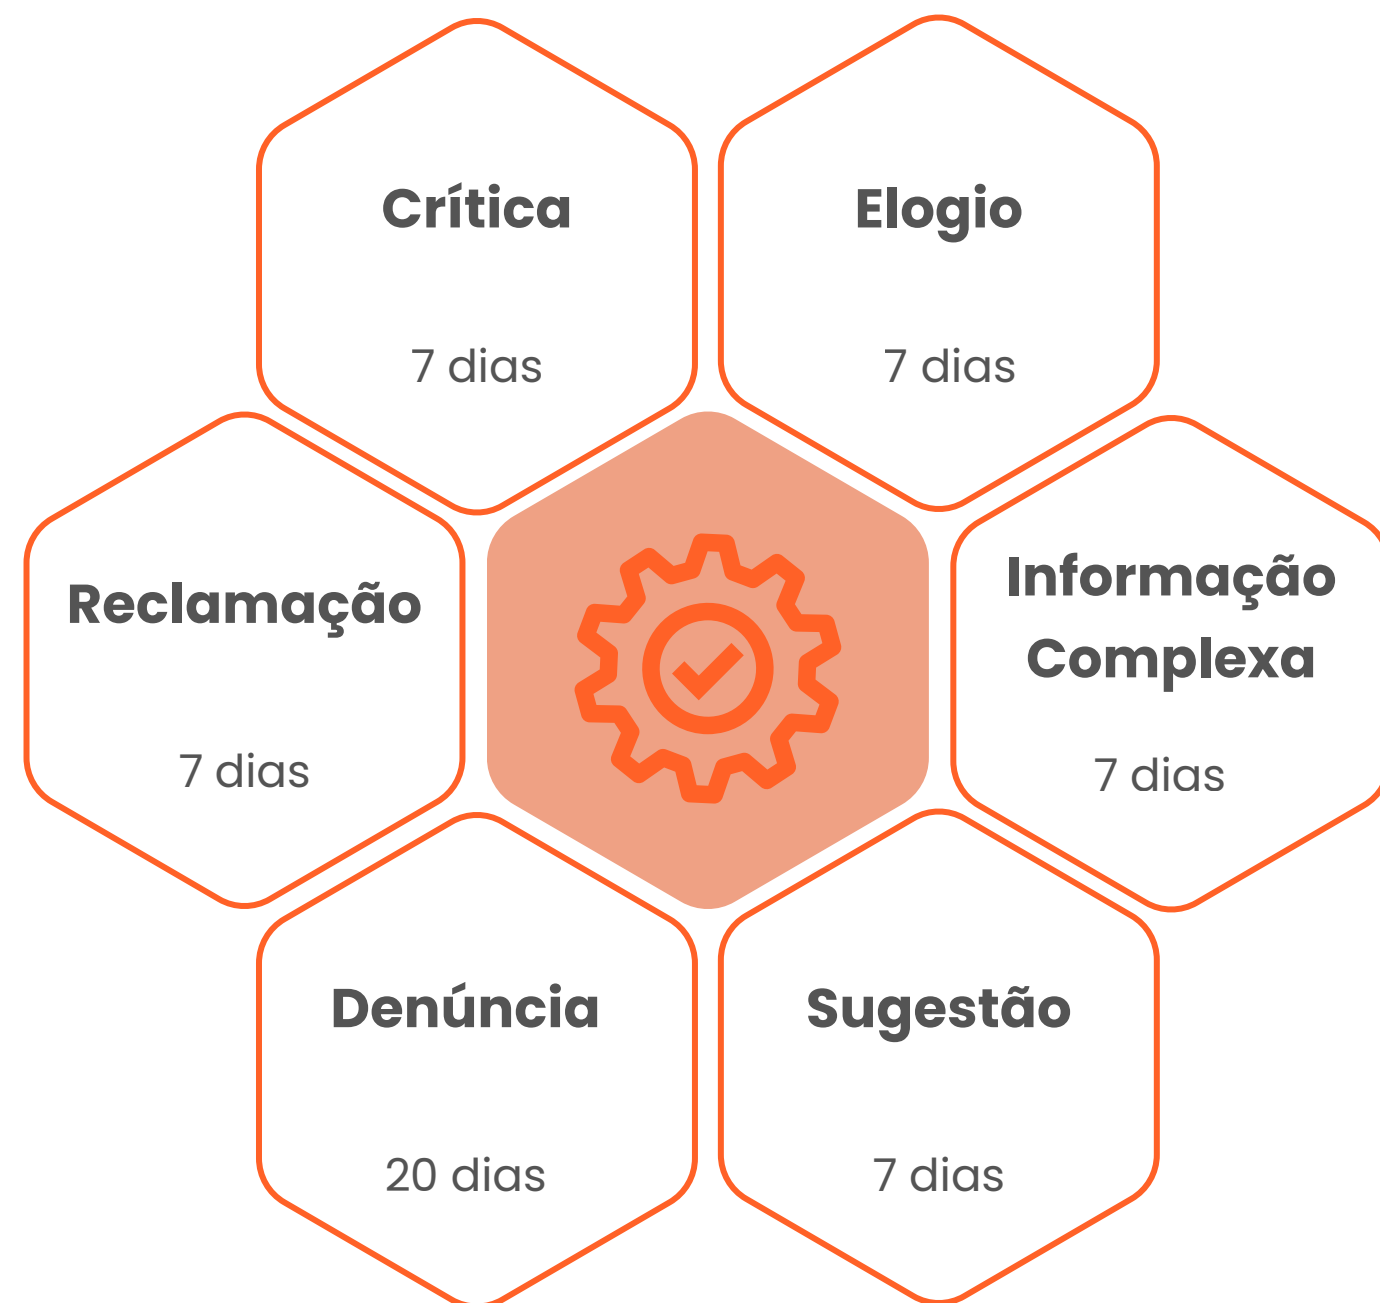 Crítica
7 dias
Elogio
7 dias
Reclamação
7 dias
Informação
Complexa
7 dias
Denúncia
20 dias
Sugestão
7 dias